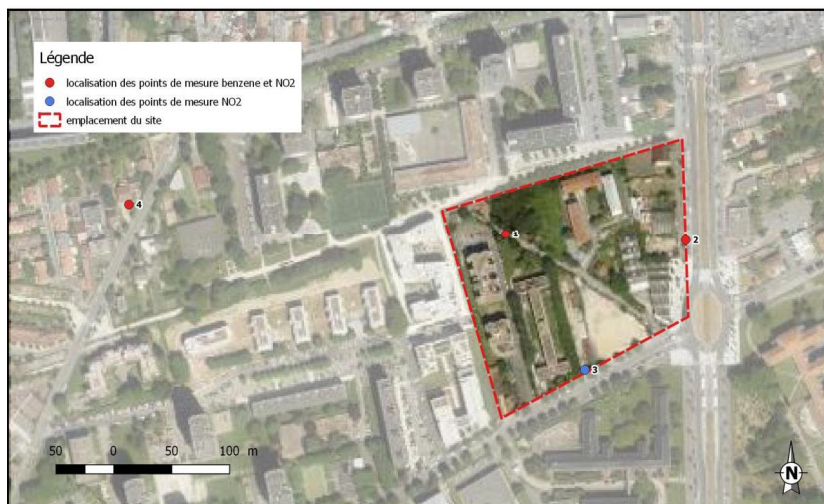 Légende
localisation des points de mesure benzene et NO2
localisation des points de mesure NO2
emplacement du site
4
1
2
3
50 0 50 100 m
N